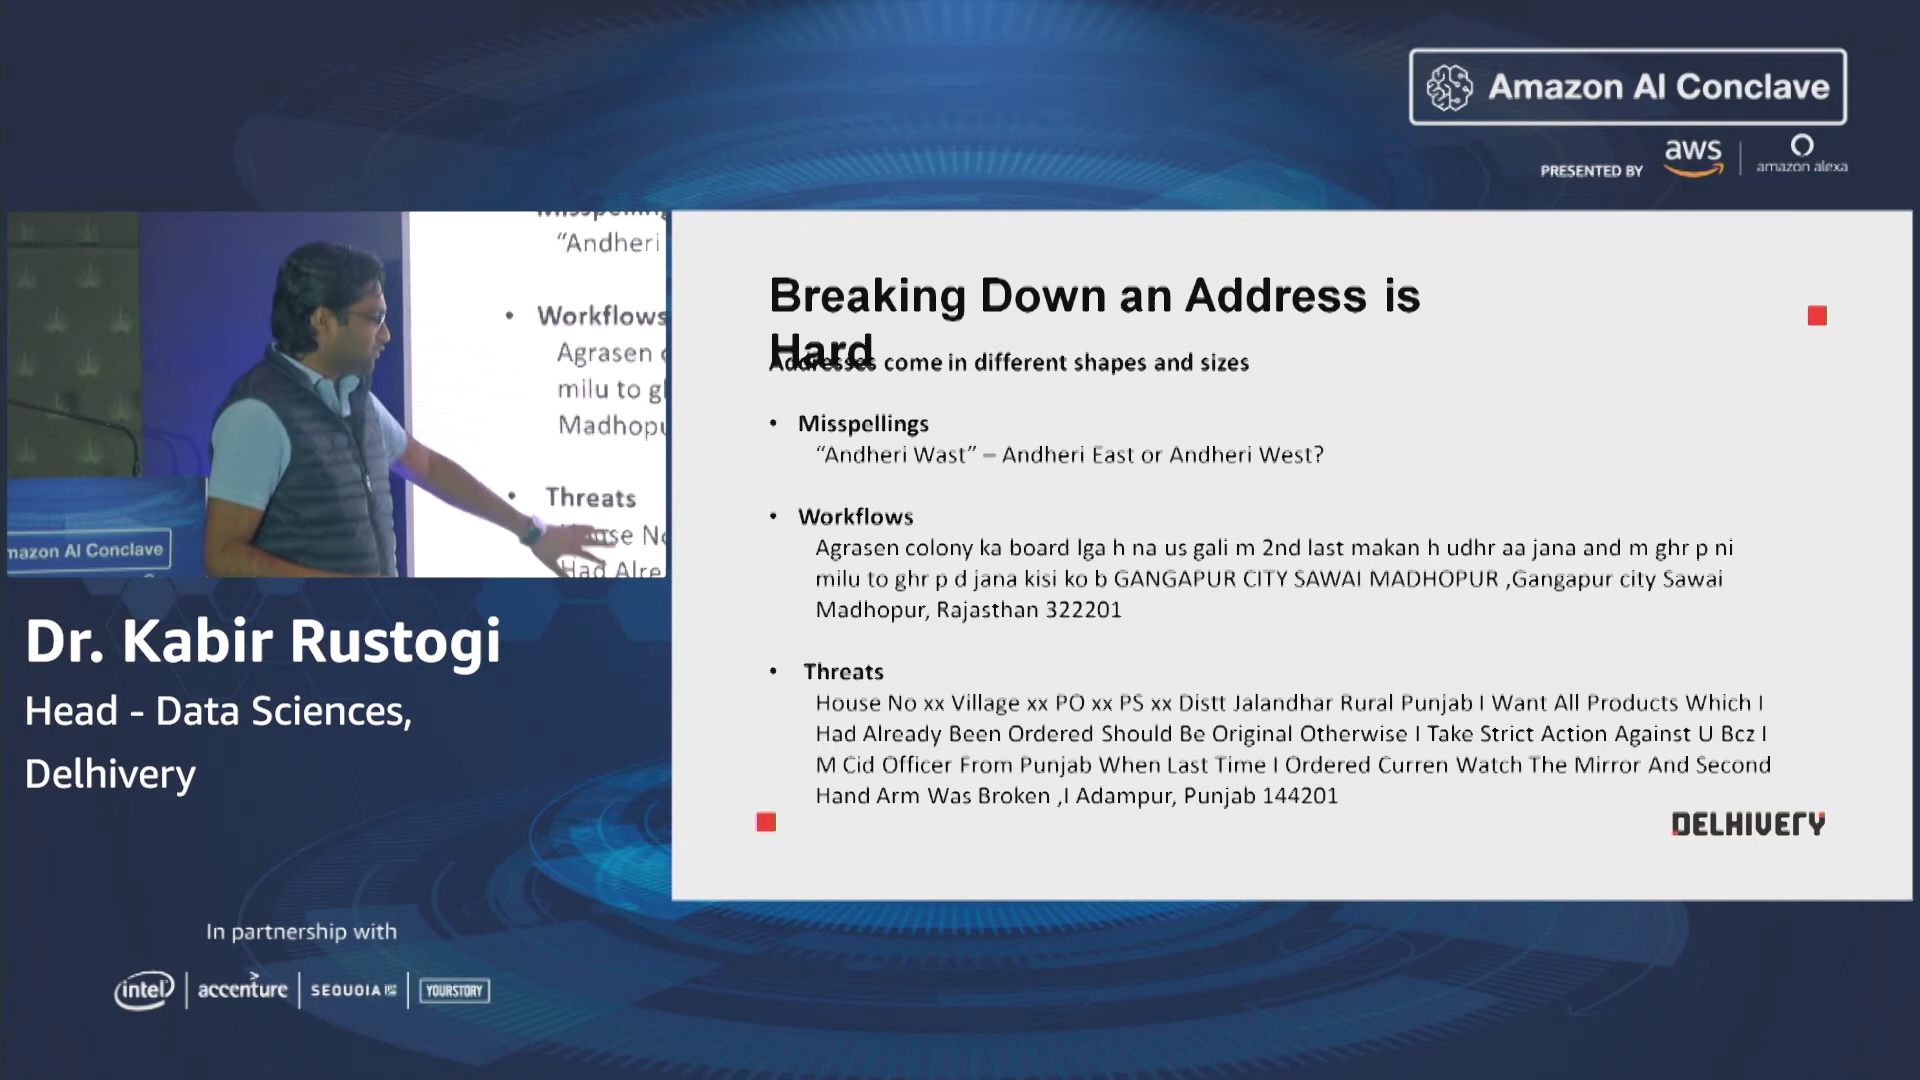 Amazon AI Conclave
PRESENTED BY aws amazon alexa
“Andheri
Workflows
Agrasen
milu to
Threats
Had Alre
mazon AI Conclave
Breaking Down an Address is
Hard
Addresses come in different shapes and sizes
• Misspellings
“Andheri Wast” – Andheri East or Andheri West?
• Workflows
Agrasen colony ka board lga h na us gali m 2nd last makan h udhr aa jana and m ghr p ni
milu to ghr p d jana kisi ko b GANGAPUR CITY SAWAI MADHOPUR ,Gangapur city Sawai
Madhopur, Rajasthan 322201
• Threats
House No xx Village xx PO xx PS xx Distt Jalandhar Rural Punjab I Want All Products Which I
Had Already Been Ordered Should Be Original Otherwise I Take Strict Action Against U Bcz I
M Cid Officer From Punjab When Last Time I Ordered Curren Watch The Mirror And Second
Hand Arm Was Broken ,I Adampur, Punjab 144201
DELHIVERY
Dr. Kabir Rustogi
Head - Data Sciences,
Delhivery
In partnership with
intel accenture SEQUOIA YOURSTORY